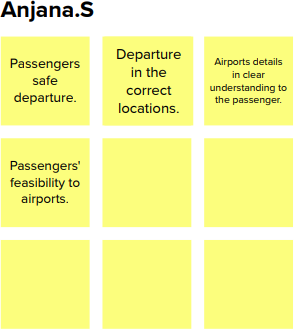 Anjana.S
Passengers
safe
departure.
Departure
in the
correct
locations.
Airports details
in clear
understanding to
the passenger.
Passengers'
feasibility to
airports.